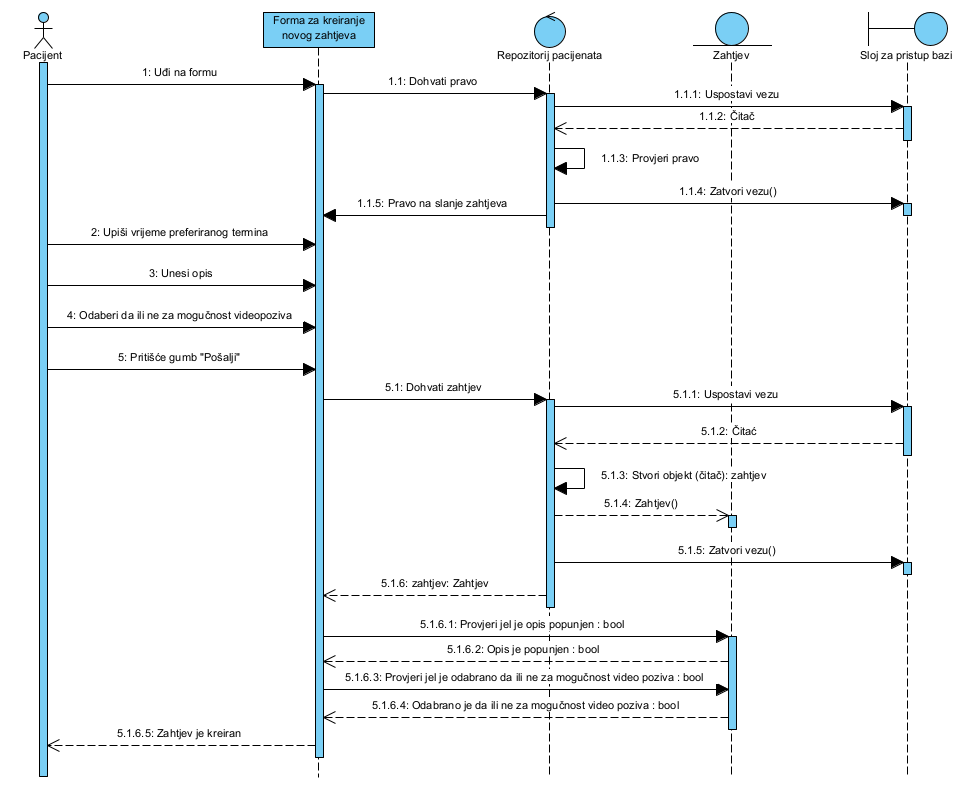 Forma za kreiranje
novog zahtjeva
Pacijent
Repozitorij pacijenata
Zahtjev
Sloj za pristup bazi
1: Uđi na formu
1.1: Dohvati pravo
1.1.1: Uspostavi vezu
1.1.2: Čitač
1.1.3: Provjeri pravo
1.1.4: Zatvori vezu()
1.1.5: Pravo na slanje zahtjeva
2: Upiši vrijeme preferiranog termina
3: Unesi opis
4: Odaberi da ili ne za mogučnost videopoziva
5: Pritišće gumb "Pošalji"
5.1: Dohvati zahtjev
5.1.1: Uspostavi vezu
5.1.2: Čitać
5.1.3: Stvori objekt (čitač): zahtjev
5.1.4: Zahtjev()
5.1.5: Zatvori vezu()
5.1.6: zahtjev: Zahtjev
5.1.6.1: Provjeri jel je opis popunjen : bool
5.1.6.2: Opis je popunjen : bool
5.1.6.3: Provjeri jel je odabrano da ili ne za mogučnost video poziva : bool
5.1.6.4: Odabrano je da ili ne za mogučnost video poziva : bool
5.1.6.5: Zahtjev je kreiran